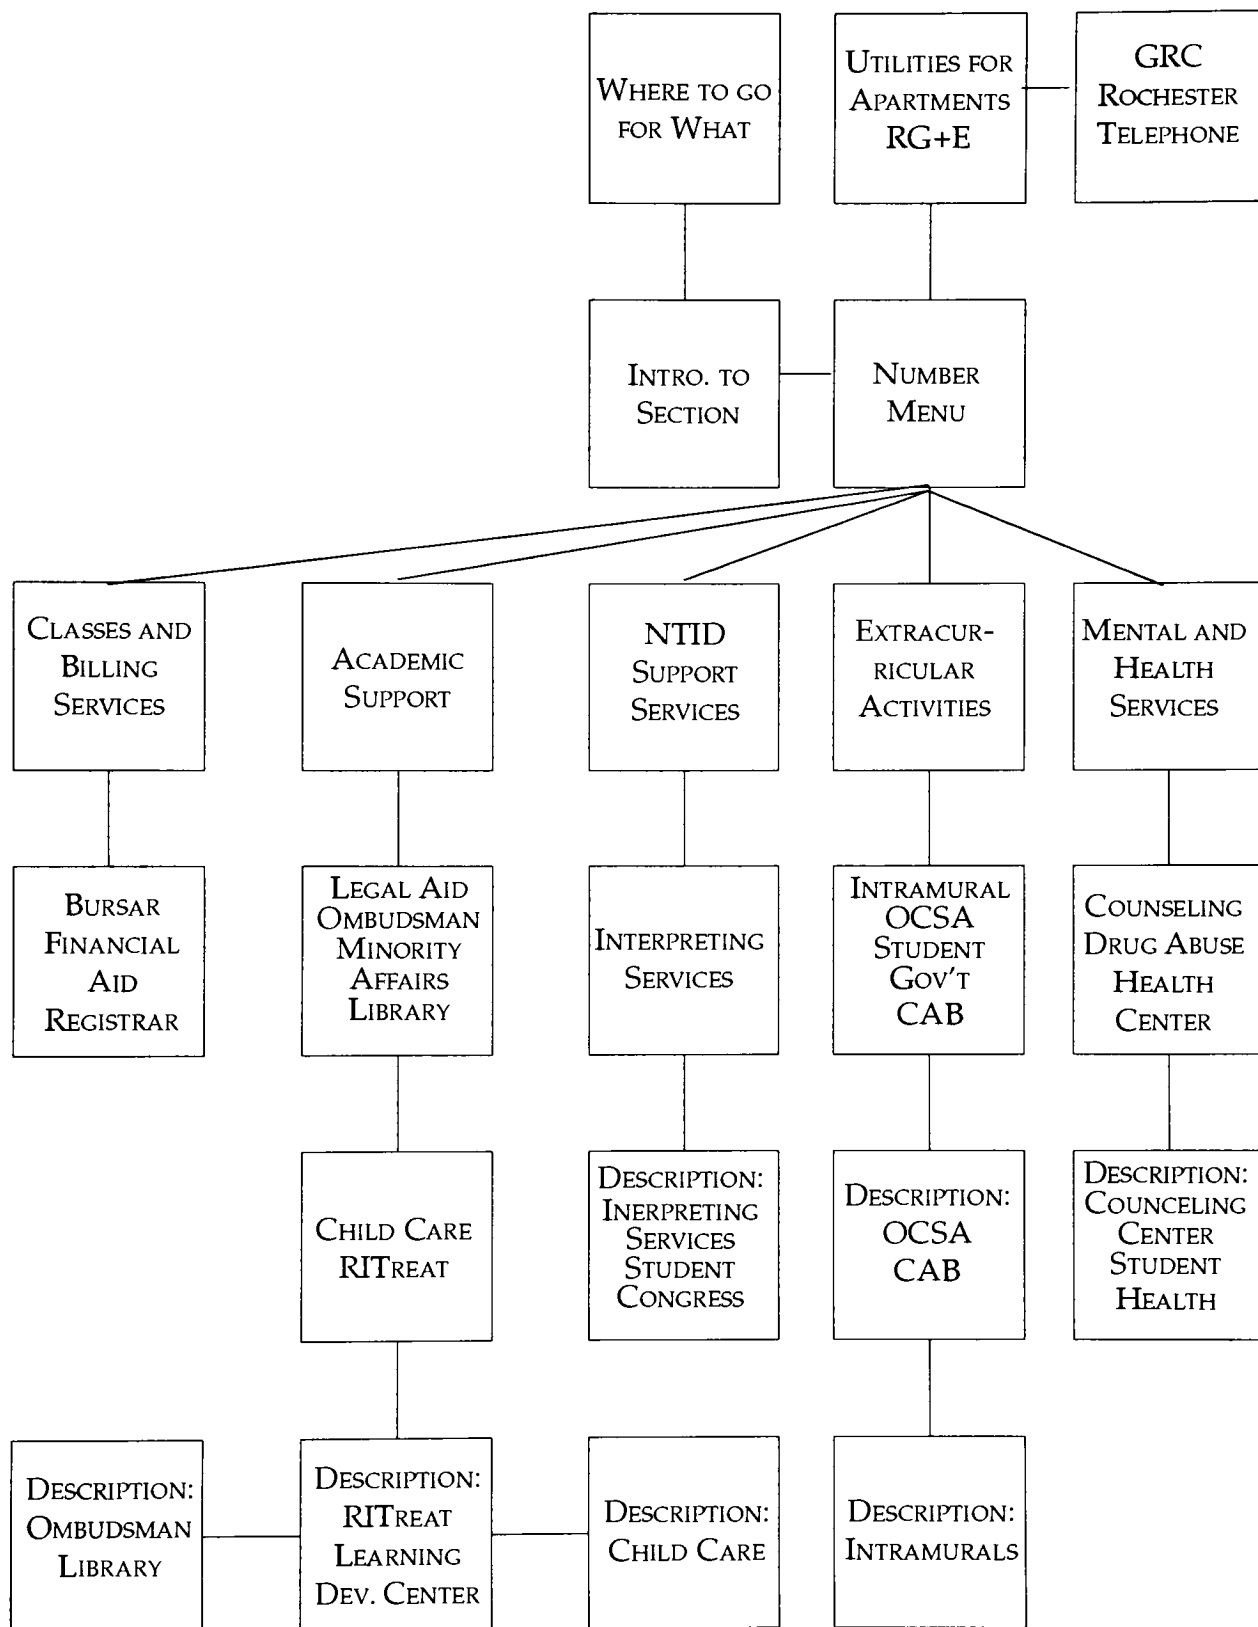 WHERE TO GO
FOR WHAT
UTILITIES FOR
APARTMENTS
RG+E
GRC
ROCHESTER
TELEPHONE
INTRO. TO
SECTION
NUMBER
MENU
CLASSES AND
BILLING
SERVICES
ACADEMIC
SUPPORT
NTID
SUPPORT
SERVICES
EXTRACUR-
RICULAR
ACTIVITIES
MENTAL AND
HEALTH
SERVICES
BURSAR
FINANCIAL
AID
REGISTRAR
LEGAL AID
OMBUDSMAN
MINORITY
AFFAIRS
LIBRARY
INTERPRETING
SERVICES
INTRAMURAL
OCSA
STUDENT
GOV'T
CAB
COUNSELING
DRUG ABUSE
HEALTH
CENTER
CHILD CARE
RITREAT
DESCRIPTION:
INERPRETING
SERVICES
STUDENT
CONGRESS
DESCRIPTION:
OCSA
CAB
DESCRIPTION:
COUNCELING
CENTER
STUDENT
HEALTH
DESCRIPTION:
OMBUDSMAN
LIBRARY
DESCRIPTION:
RITREAT
LEARNING
DEV. CENTER
DESCRIPTION:
CHILD CARE
DESCRIPTION:
INTRAMURALS